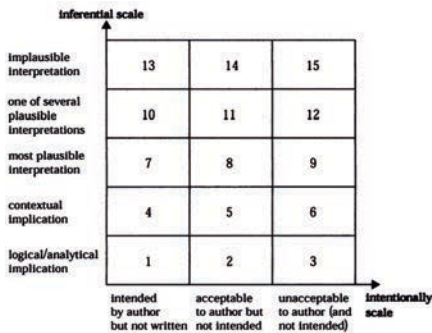 inferential scale
implausible
interpretation
13 14 15
one of several
plausible
interpretations
10 11 12
most plausible
interpretation
7 8 9
contextual
implication
4 5 6
logical/analytical
implication
1 2 3
intended
by author
but not written
acceptable
to author but
not intended
unacceptable
to author (and
not intended)
intentionally
scale